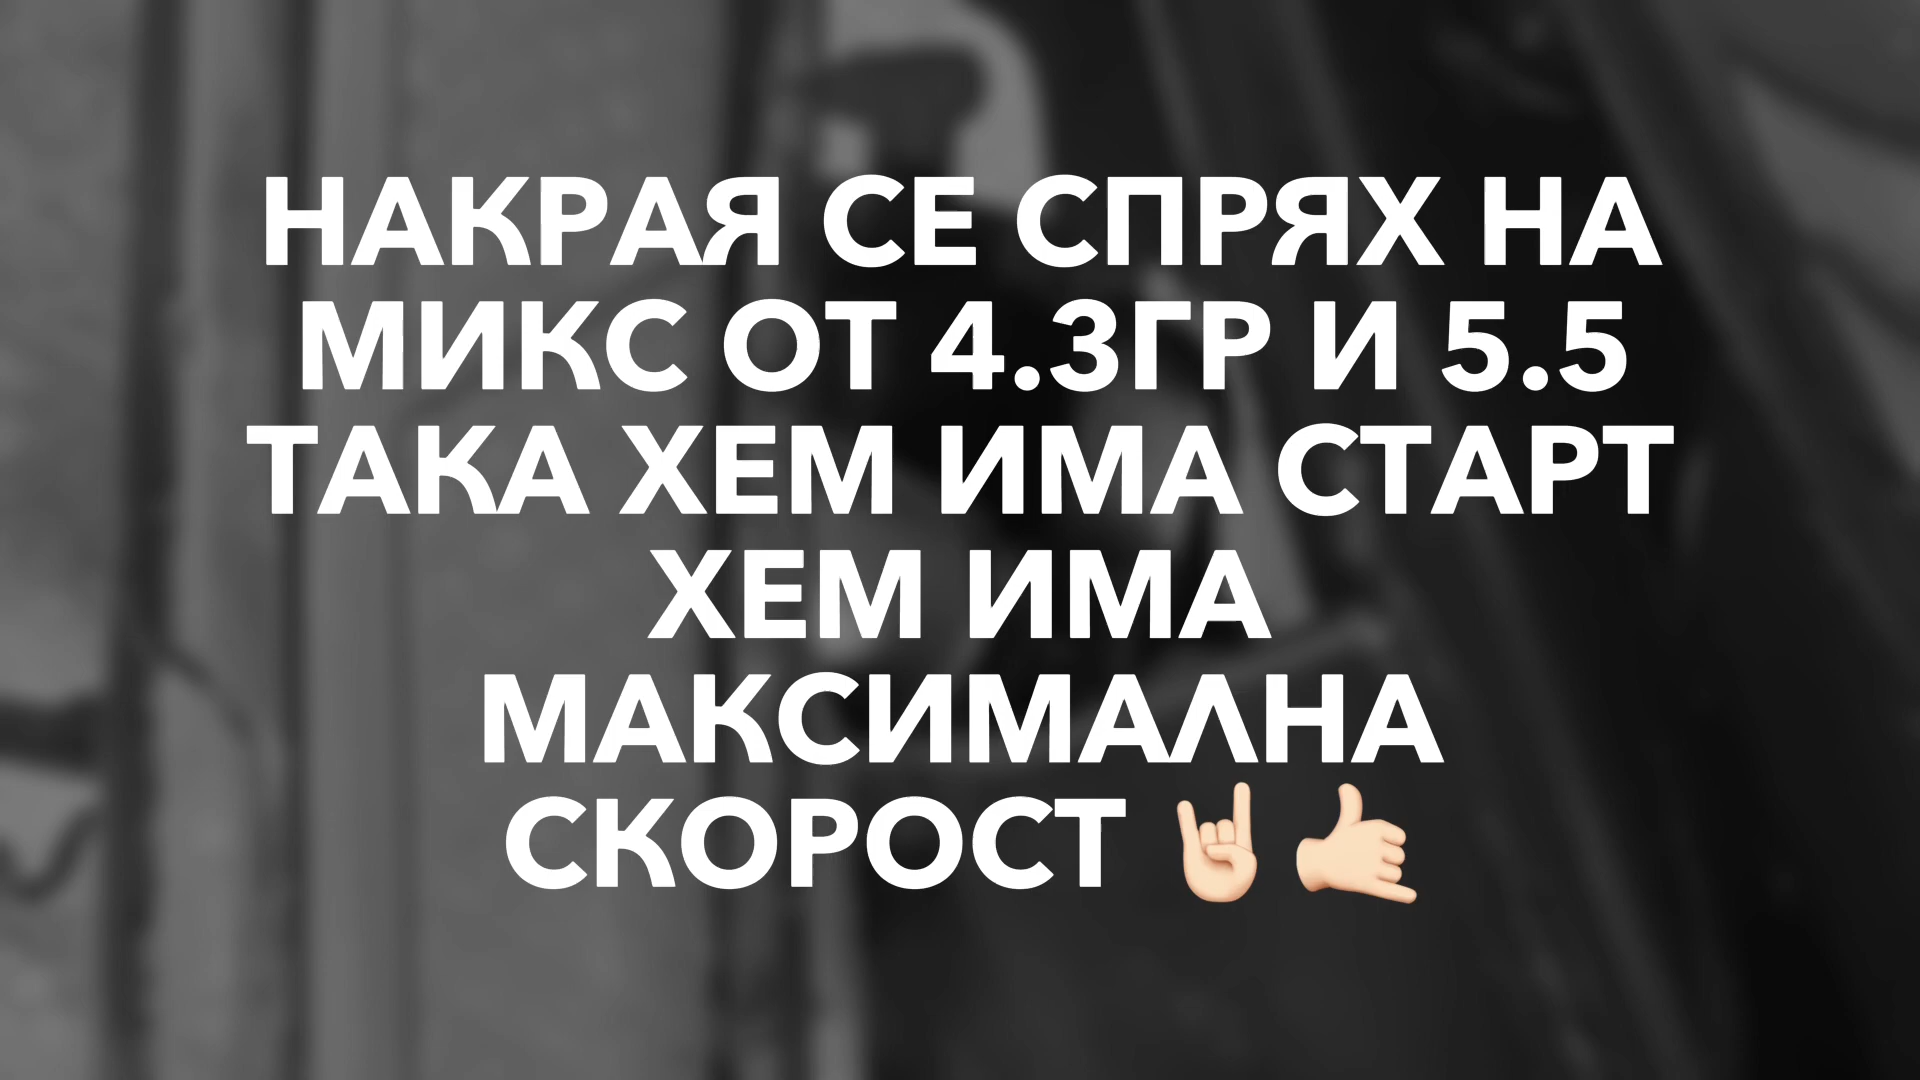 НАКРАЯ СЕ СПРЯХ НА
МИКС ОТ 4.3ГР И 5.5
ТАКА ХЕМ ИМА СТАРТ
ХЕМ ИМА
МАКСИМАЛНА
СКОРОСТ 🤘🏻🤙🏻